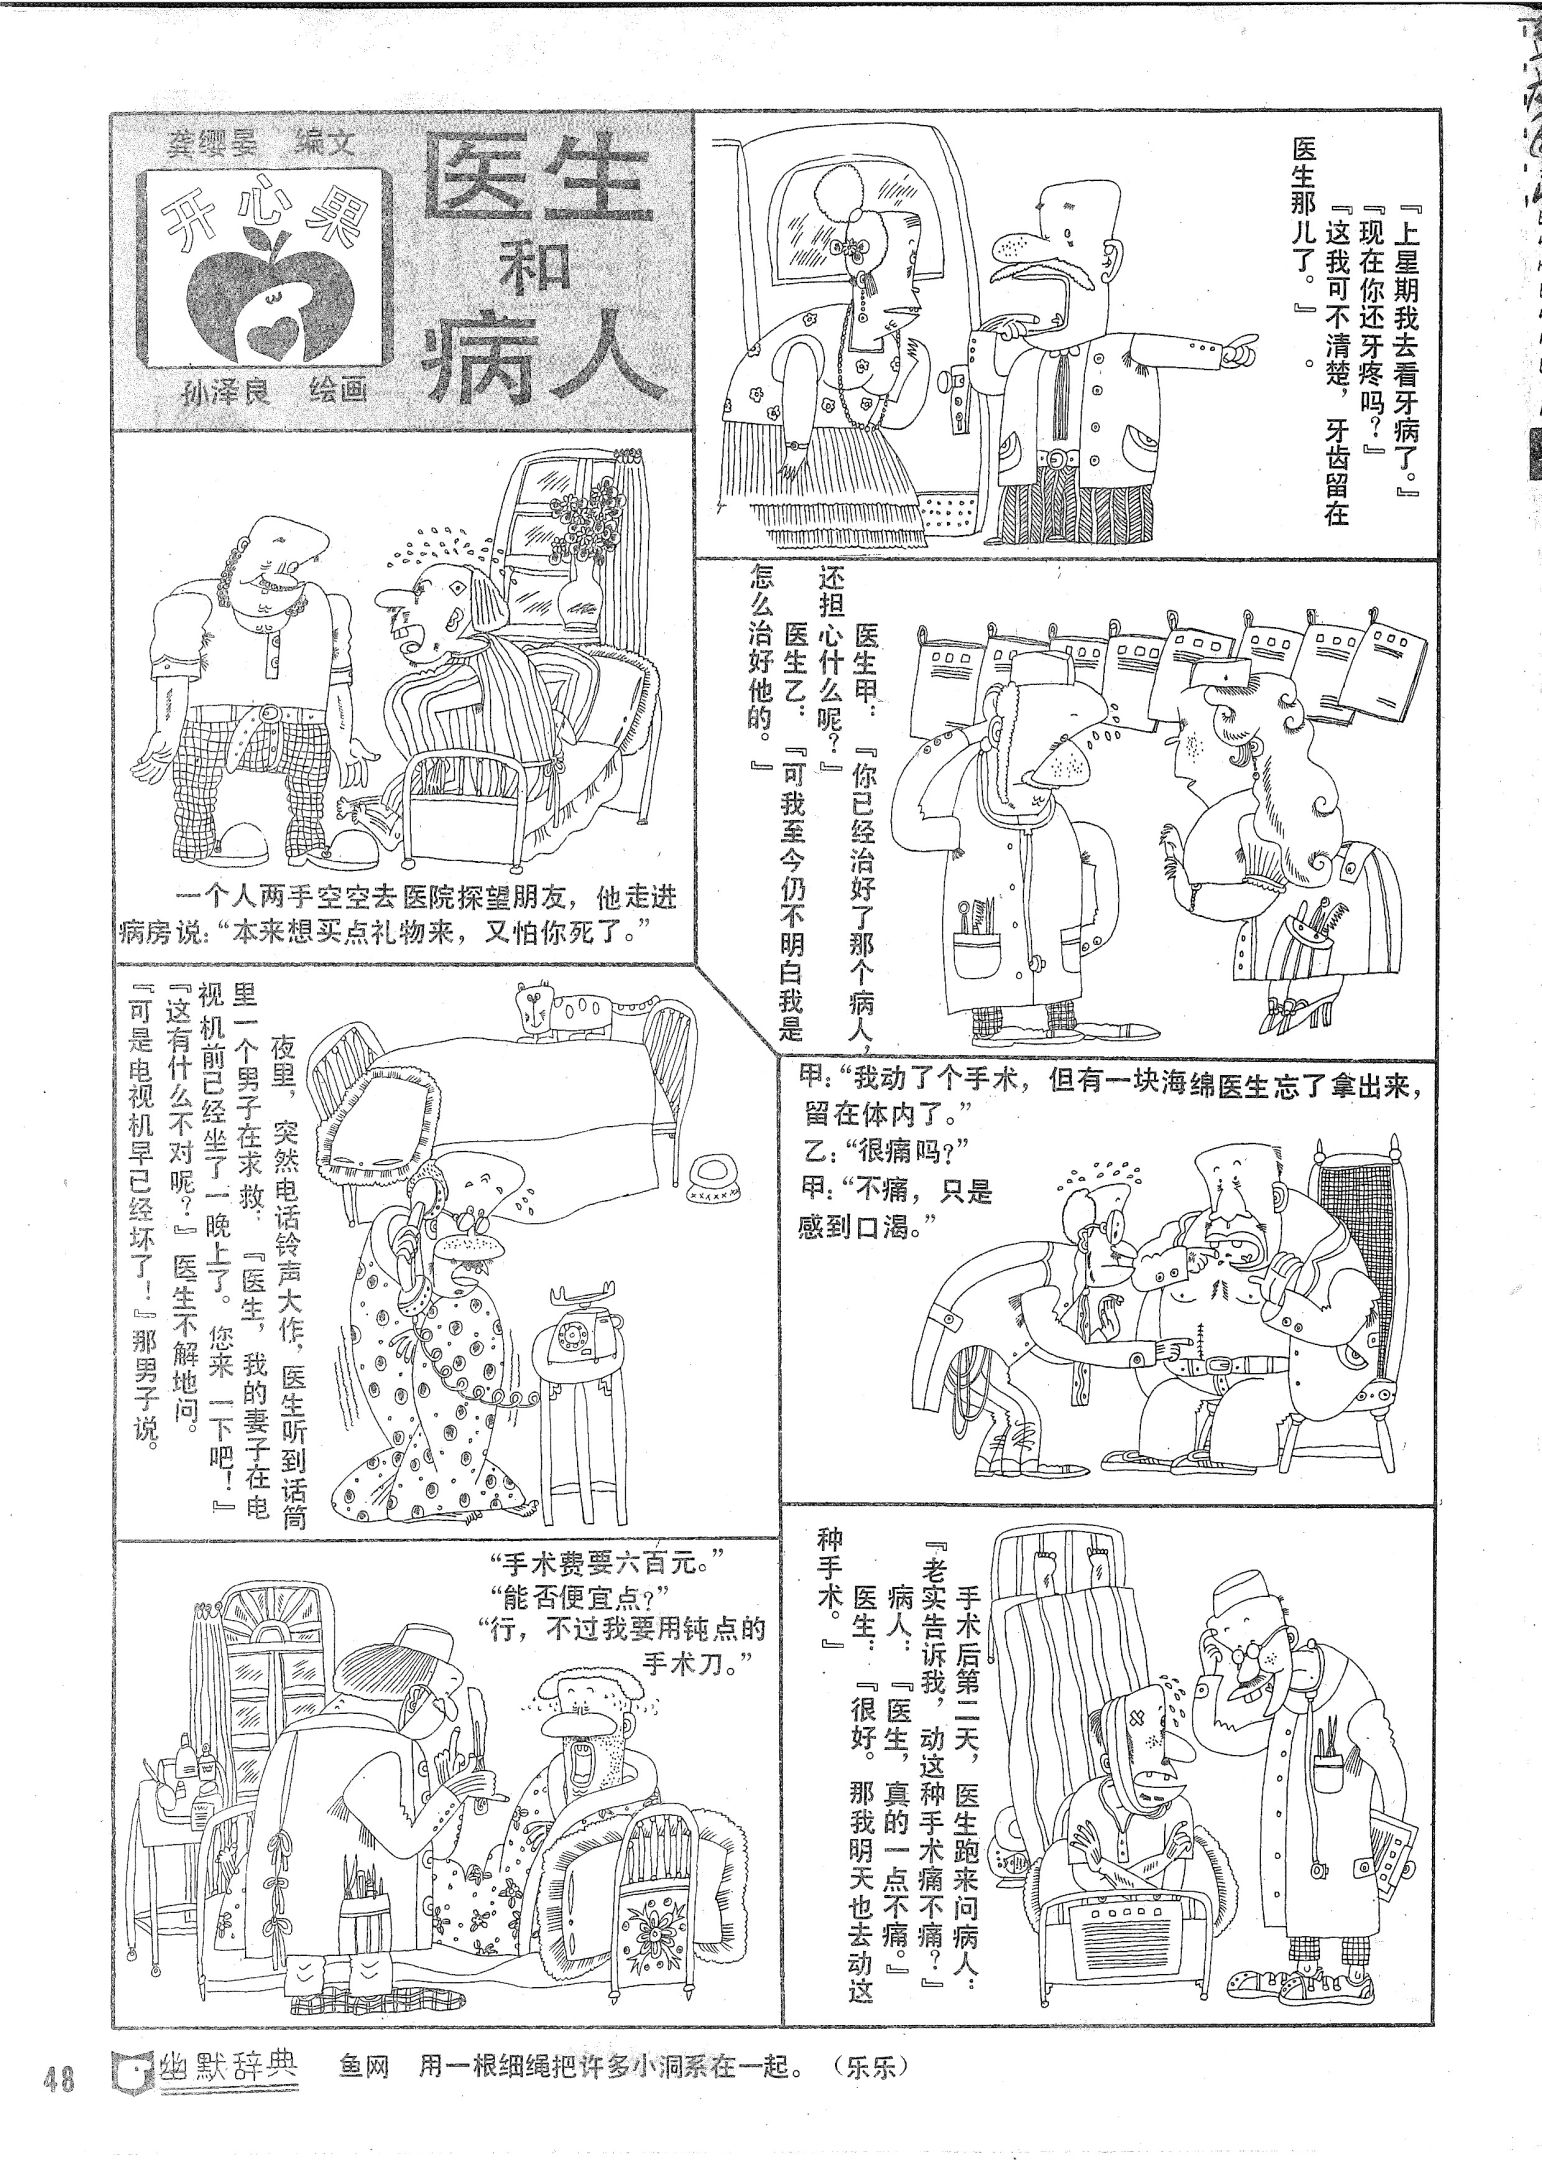 龚缨晏 编文
开心果
孙泽良 绘画
医生
和
病人
『上星期我去看牙病了。』
『现在你还牙疼吗？』
『这我可不清楚，牙齿留在
医生那儿了。』
一个人两手空空去医院探望朋友，他走进
病房说：“本来想买点礼物来，又怕你死了。”
医生甲：『你已经治好了那个病人，
还担心什么呢？』
医生乙：『可我至今仍不明白我是
怎么治好他的。』
夜里，突然电话铃声大作，医生听到话筒
里一个男子在求救：『医生，我的妻子在电
视机前已经坐了一晚上了。您来一下吧！』
『这有什么不对呢？』医生不解地问。
『可是电视机早已经坏了！』那男子说。
甲：“我动了个手术，但有一块海绵医生忘了拿出来，
留在体内了。”
乙：“很痛吗？”
甲：“不痛，只是
感到口渴。”
“手术费要六百元。”
“能否便宜点？”
“行，不过我要用钝点的
手术刀。”
手术后第二天，医生跑来问病人：
『老实告诉我，动这种手术痛不痛？』
病人：『医生，真的一点不痛。』
医生：『很好。那我明天也去动这
种手术。』
48
幽默辞典
鱼网 用一根细绳把许多小洞系在一起。（乐乐）